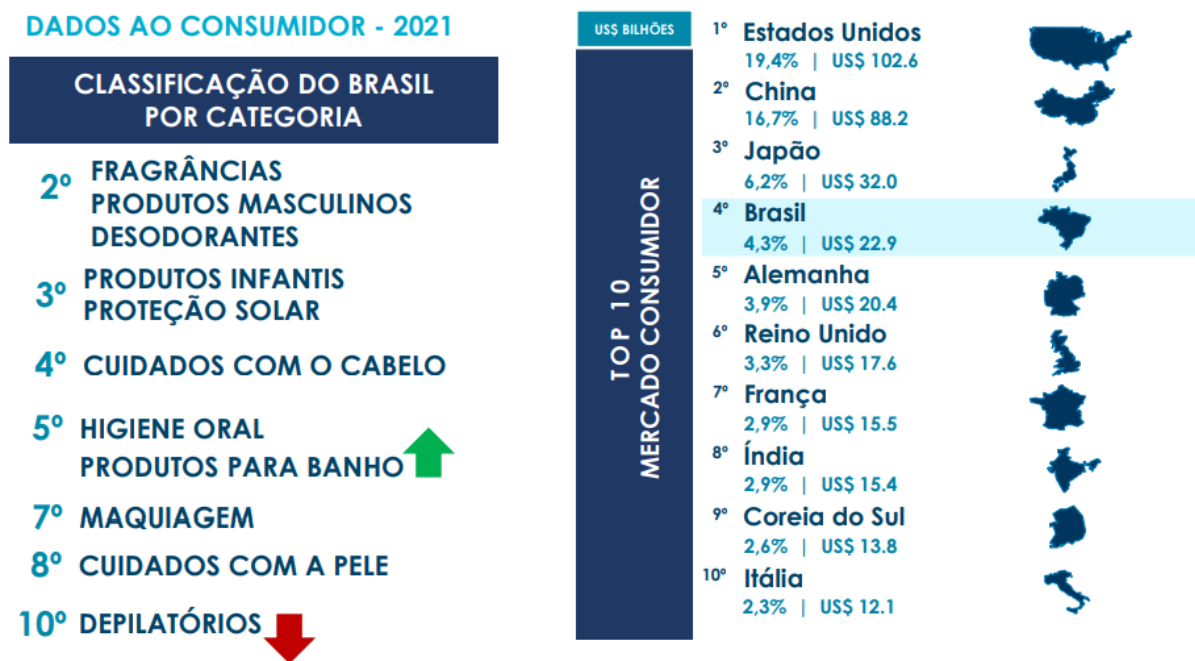 DADOS AO CONSUMIDOR - 2021
CLASSIFICAÇÃO DO BRASIL
POR CATEGORIA
2º FRAGRÂNCIAS
PRODUTOS MASCULINOS
DESODORANTES
3º PRODUTOS INFANTIS
PROTEÇÃO SOLAR
4º CUIDADOS COM O CABELO
5º HIGIENE ORAL
PRODUTOS PARA BANHO
7º MAQUIAGEM
8º CUIDADOS COM A PELE
10º DEPILATÓRIOS
US$ BILHÕES
TOP 10
MERCADO CONSUMIDOR
1º Estados Unidos
19,4% | US$ 102.6
2º China
16,7% | US$ 88.2
3º Japão
6,2% | US$ 32.0
4º Brasil
4,3% | US$ 22.9
5º Alemanha
3,9% | US$ 20.4
6º Reino Unido
3,3% | US$ 17.6
7º França
2,9% | US$ 15.5
8º Índia
2,9% | US$ 15.4
9º Coreia do Sul
2,6% | US$ 13.8
10º Itália
2,3% | US$ 12.1